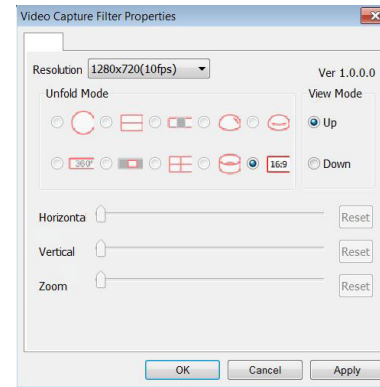 Video Capture Filter Properties
Resolution 1280x720(10fps) Ver 1.0.0.0
Unfold Mode View Mode
Up
360° 16:9 Down
Horizonta Reset
Vertical Reset
Zoom Reset
OK Cancel Apply